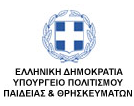 ΕΛΛΗΝΙΚΗ ΔΗΜΟΚΡΑΤΙΑ
ΥΠΟΥΡΓΕΙΟ ΠΟΛΙΤΙΣΜΟΥ
ΠΑΙΔΕΙΑΣ & ΘΡΗΣΚΕΥΜΑΤΩΝ